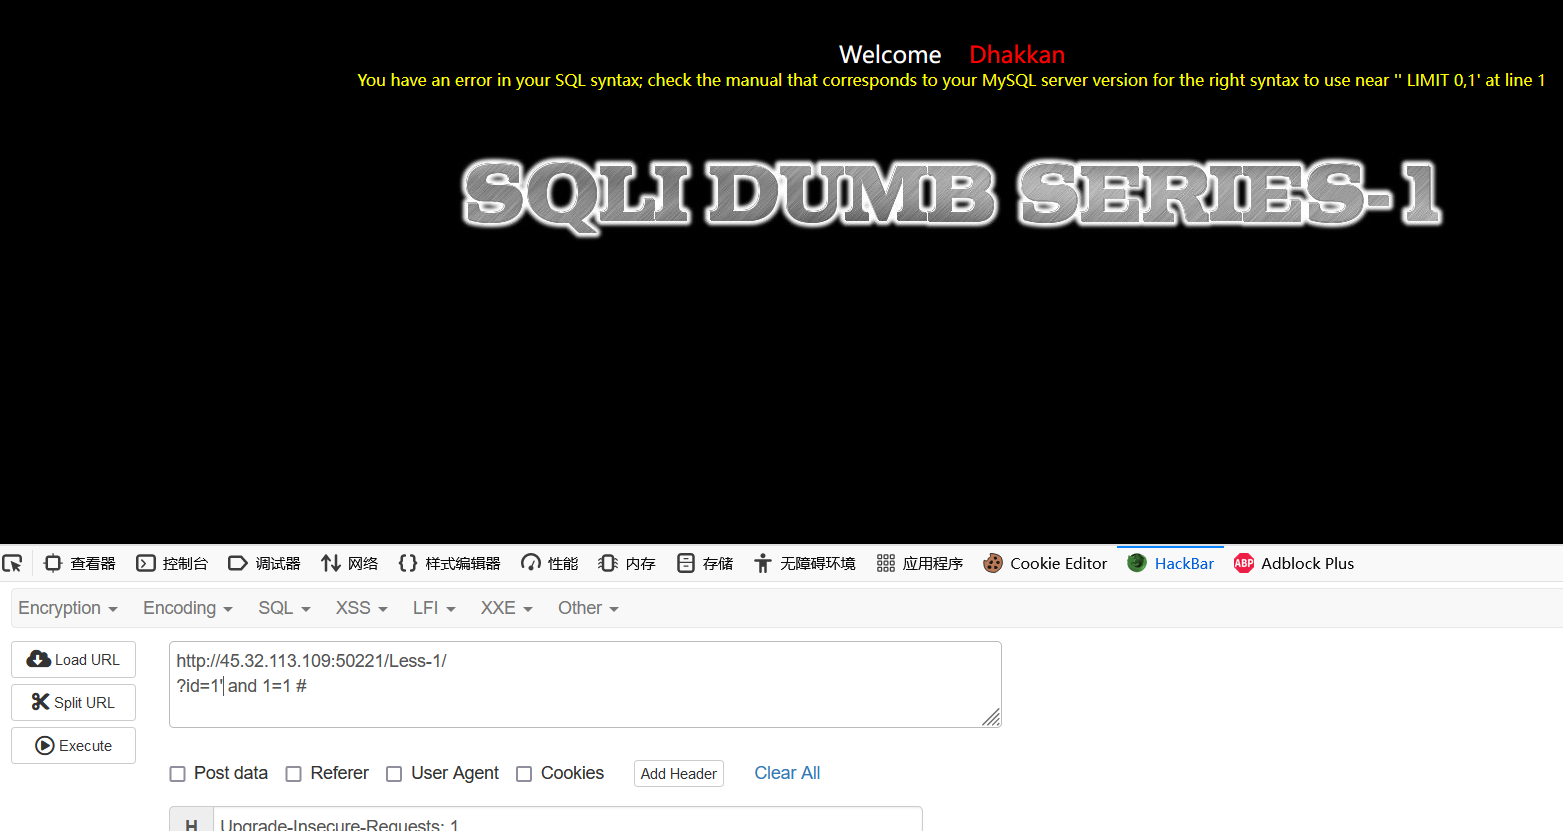 Welcome Dhakkan
You have an error in your SQL syntax; check the manual that corresponds to your MySQL server version for the right syntax to use near '' LIMIT 0,1' at line 1
SQLI DUMB SERIES-1
查看器 控制台 调试器 网络 样式编辑器 性能 内存 存储 无障碍环境 应用程序 Cookie Editor HackBar ABP Adblock Plus
Encryption Encoding SQL XSS LFI XXE Other
Load URL
Split URL
Execute
http://45.32.113.109:50221/Less-1/
?id=1' and 1=1 #
Post data Referer User Agent Cookies Add Header Clear All
H Upgrade-Insecure-Requests: 1